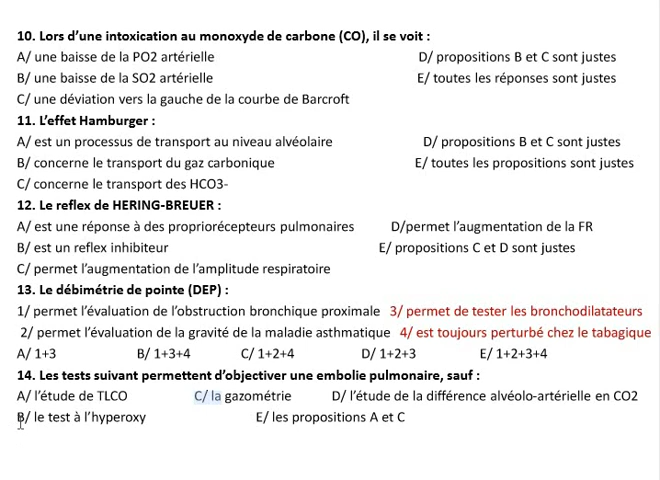 10. Lors d’une intoxication au monoxyde de carbone (CO), il se voit :
A/ une baisse de la PO2 artérielle D/ propositions B et C sont justes
B/ une baisse de la SO2 artérielle E/ toutes les réponses sont justes
C/ une déviation vers la gauche de la courbe de Barcroft
11. L’effet Hamburger :
A/ est un processus de transport au niveau alvéolaire D/ propositions B et C sont justes
B/ concerne le transport du gaz carbonique E/ toutes les propositions sont justes
C/ concerne le transport des HCO3-
12. Le reflex de HERING-BREUER :
A/ est une réponse à des propriorécepteurs pulmonaires D/permet l’augmentation de la FR
B/ est un reflex inhibiteur E/ propositions C et D sont justes
C/ permet l’augmentation de l’amplitude respiratoire
13. Le débimétrie de pointe (DEP) :
1/ permet l’évaluation de l’obstruction bronchique proximale 3/ permet de tester les bronchodilatateurs
2/ permet l’évaluation de la gravité de la maladie asthmatique 4/ est toujours perturbé chez le tabagique
A/ 1+3 B/ 1+3+4 C/ 1+2+4 D/ 1+2+3 E/ 1+2+3+4
14. Les tests suivant permettent d’objectiver une embolie pulmonaire, sauf :
A/ l’étude de TLCO C/ la gazométrie D/ l’étude de la différence alvéolo-artérielle en CO2
B/ le test à l’hyperoxy E/ les propositions A et C